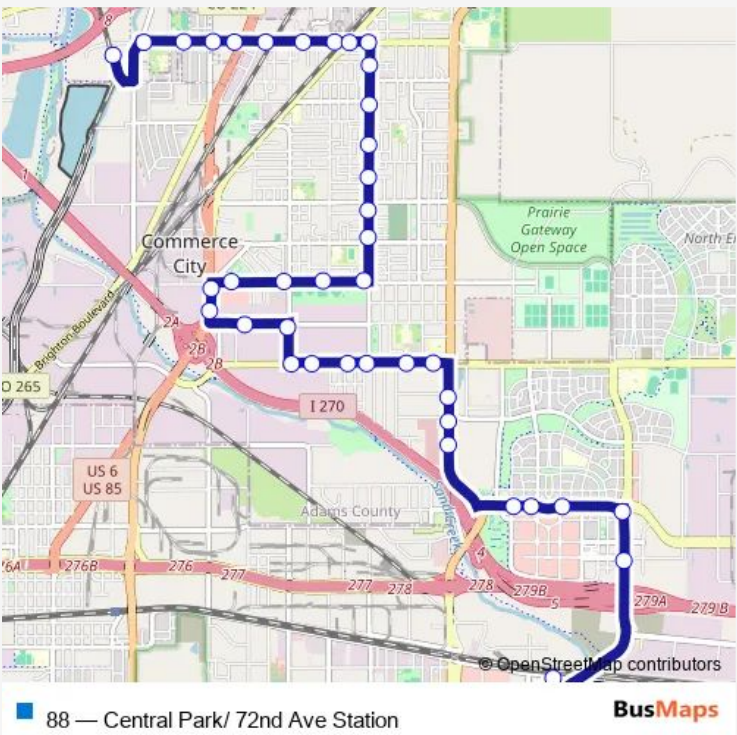 8
1
Prairie
Gateway
Open Space
Commerce
City
2A
2B
2B
Brighton Boulevard
O 265
I 270
US 6
US 85
Adams County
Sand Creek
4
76A
276B
276
277
277
278
278
279B
5
279A
279 B
© OpenStreetMap contributors
88 — Central Park/ 72nd Ave Station
BusMaps